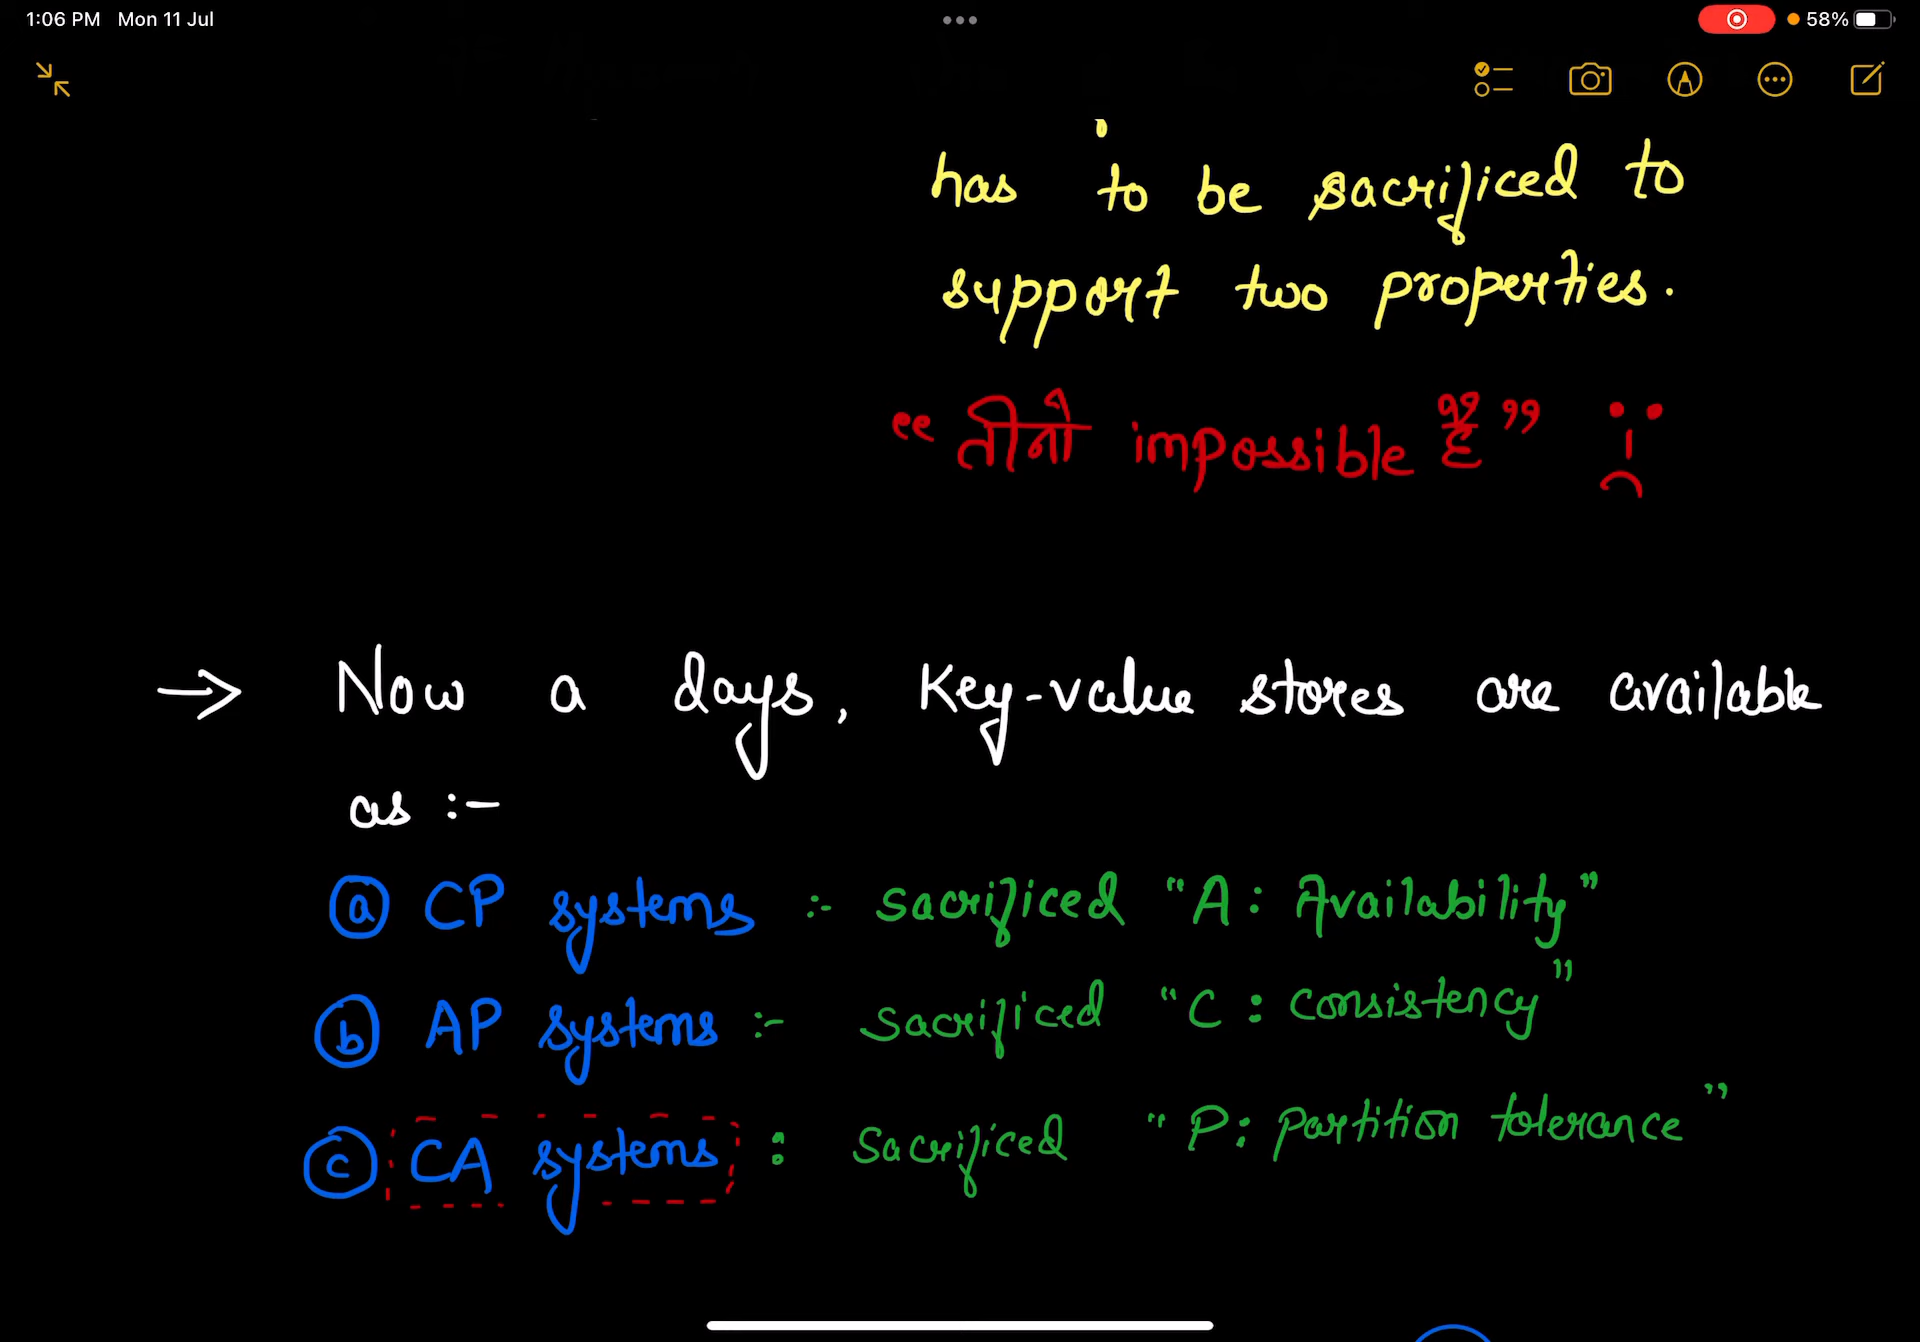 1:06 PM Mon 11 Jul
58%
has to be sacrificed to
support two properties.
“ तीनो impossible है ”
→ Now a days, Key-value stores are available
as :-
ⓐ CP systems :- sacrificed “A : Availability”
ⓑ AP systems :- sacrificed “C : consistency”
ⓒ CA systems : sacrificed “P : partition tolerance”